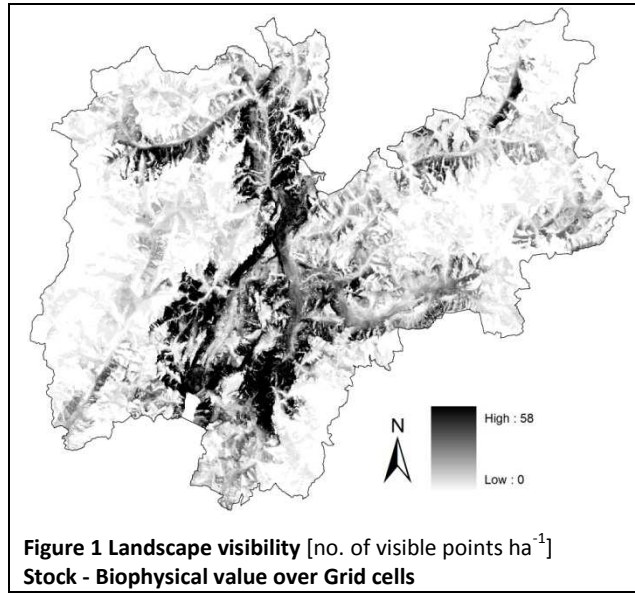 N
High : 58
Low : 0
Figure 1 Landscape visibility [no. of visible points ha⁻¹]
Stock - Biophysical value over Grid cells